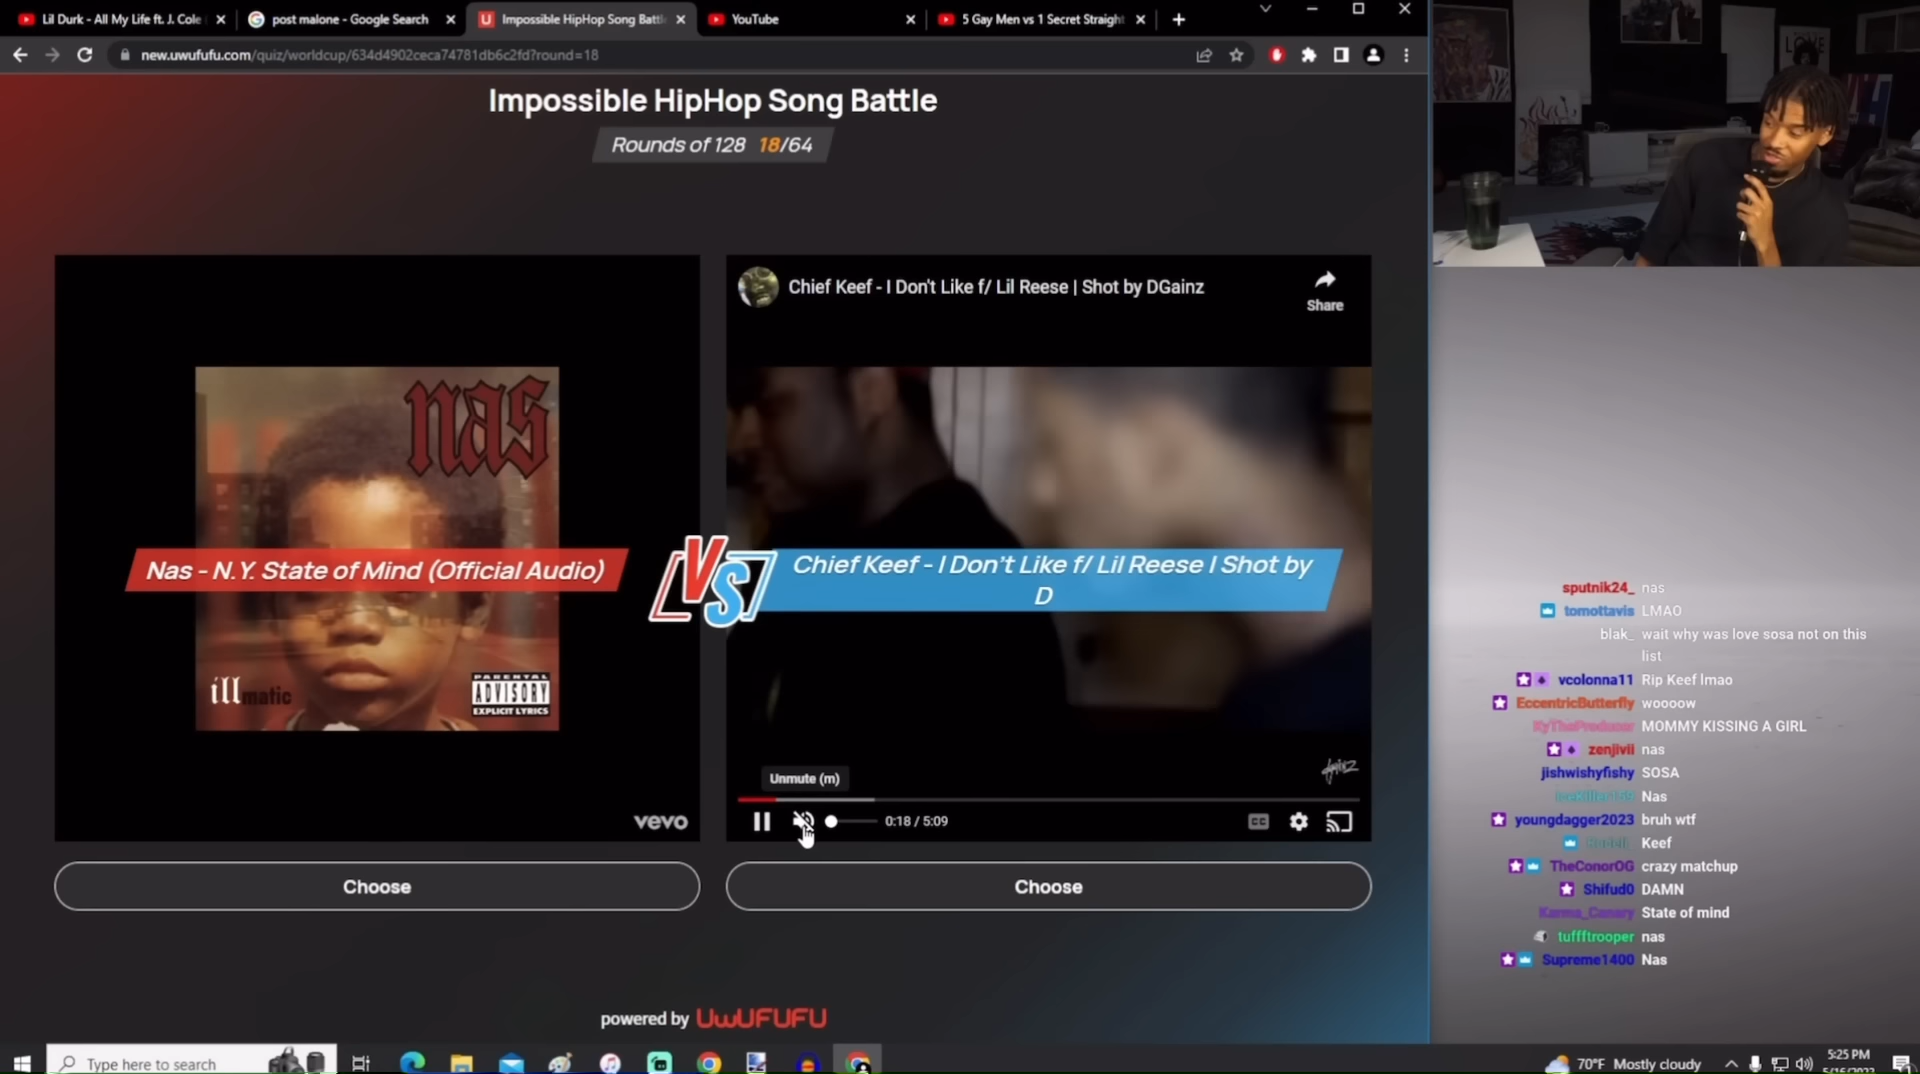 Lil Durk - All My Life ft. J. Cole
post malone - Google Search
Impossible HipHop Song Battl
YouTube
5 Gay Men vs 1 Secret Straight
new.uwufufu.com/quiz/worldcup/634d4902ceca74781db6c2fd?round=18
Impossible HipHop Song Battle
Rounds of 128 18/64
Chief Keef - I Don't Like f/ Lil Reese | Shot by DGainz
Share
nas
Nas - N.Y. State of Mind (Official Audio)
VS
Chief Keef - I Don't Like f/ Lil Reese | Shot by
D
illmatic
PARENTAL
ADVISORY
EXPLICIT LYRICS
vevo
dgainz
Unmute (m)
0:18 / 5:09
CC
Choose
Choose
powered by UwUFUFU
LOVE
sputnik24_ nas
tomottavis LMAO
blak_ wait why was love sosa not on this
list
vcolonna11 Rip Keef lmao
EccentricButterfly woooow
KyTheProducer MOMMY KISSING A GIRL
zenjivii nas
jishwishyfishy SOSA
Nas
youngdagger2023 bruh wtf
Keef
TheConorOG crazy matchup
Shifud0 DAMN
Karma_Canary State of mind
tuffftrooper nas
Supreme1400 Nas
Type here to search
70°F Mostly cloudy
5:25 PM